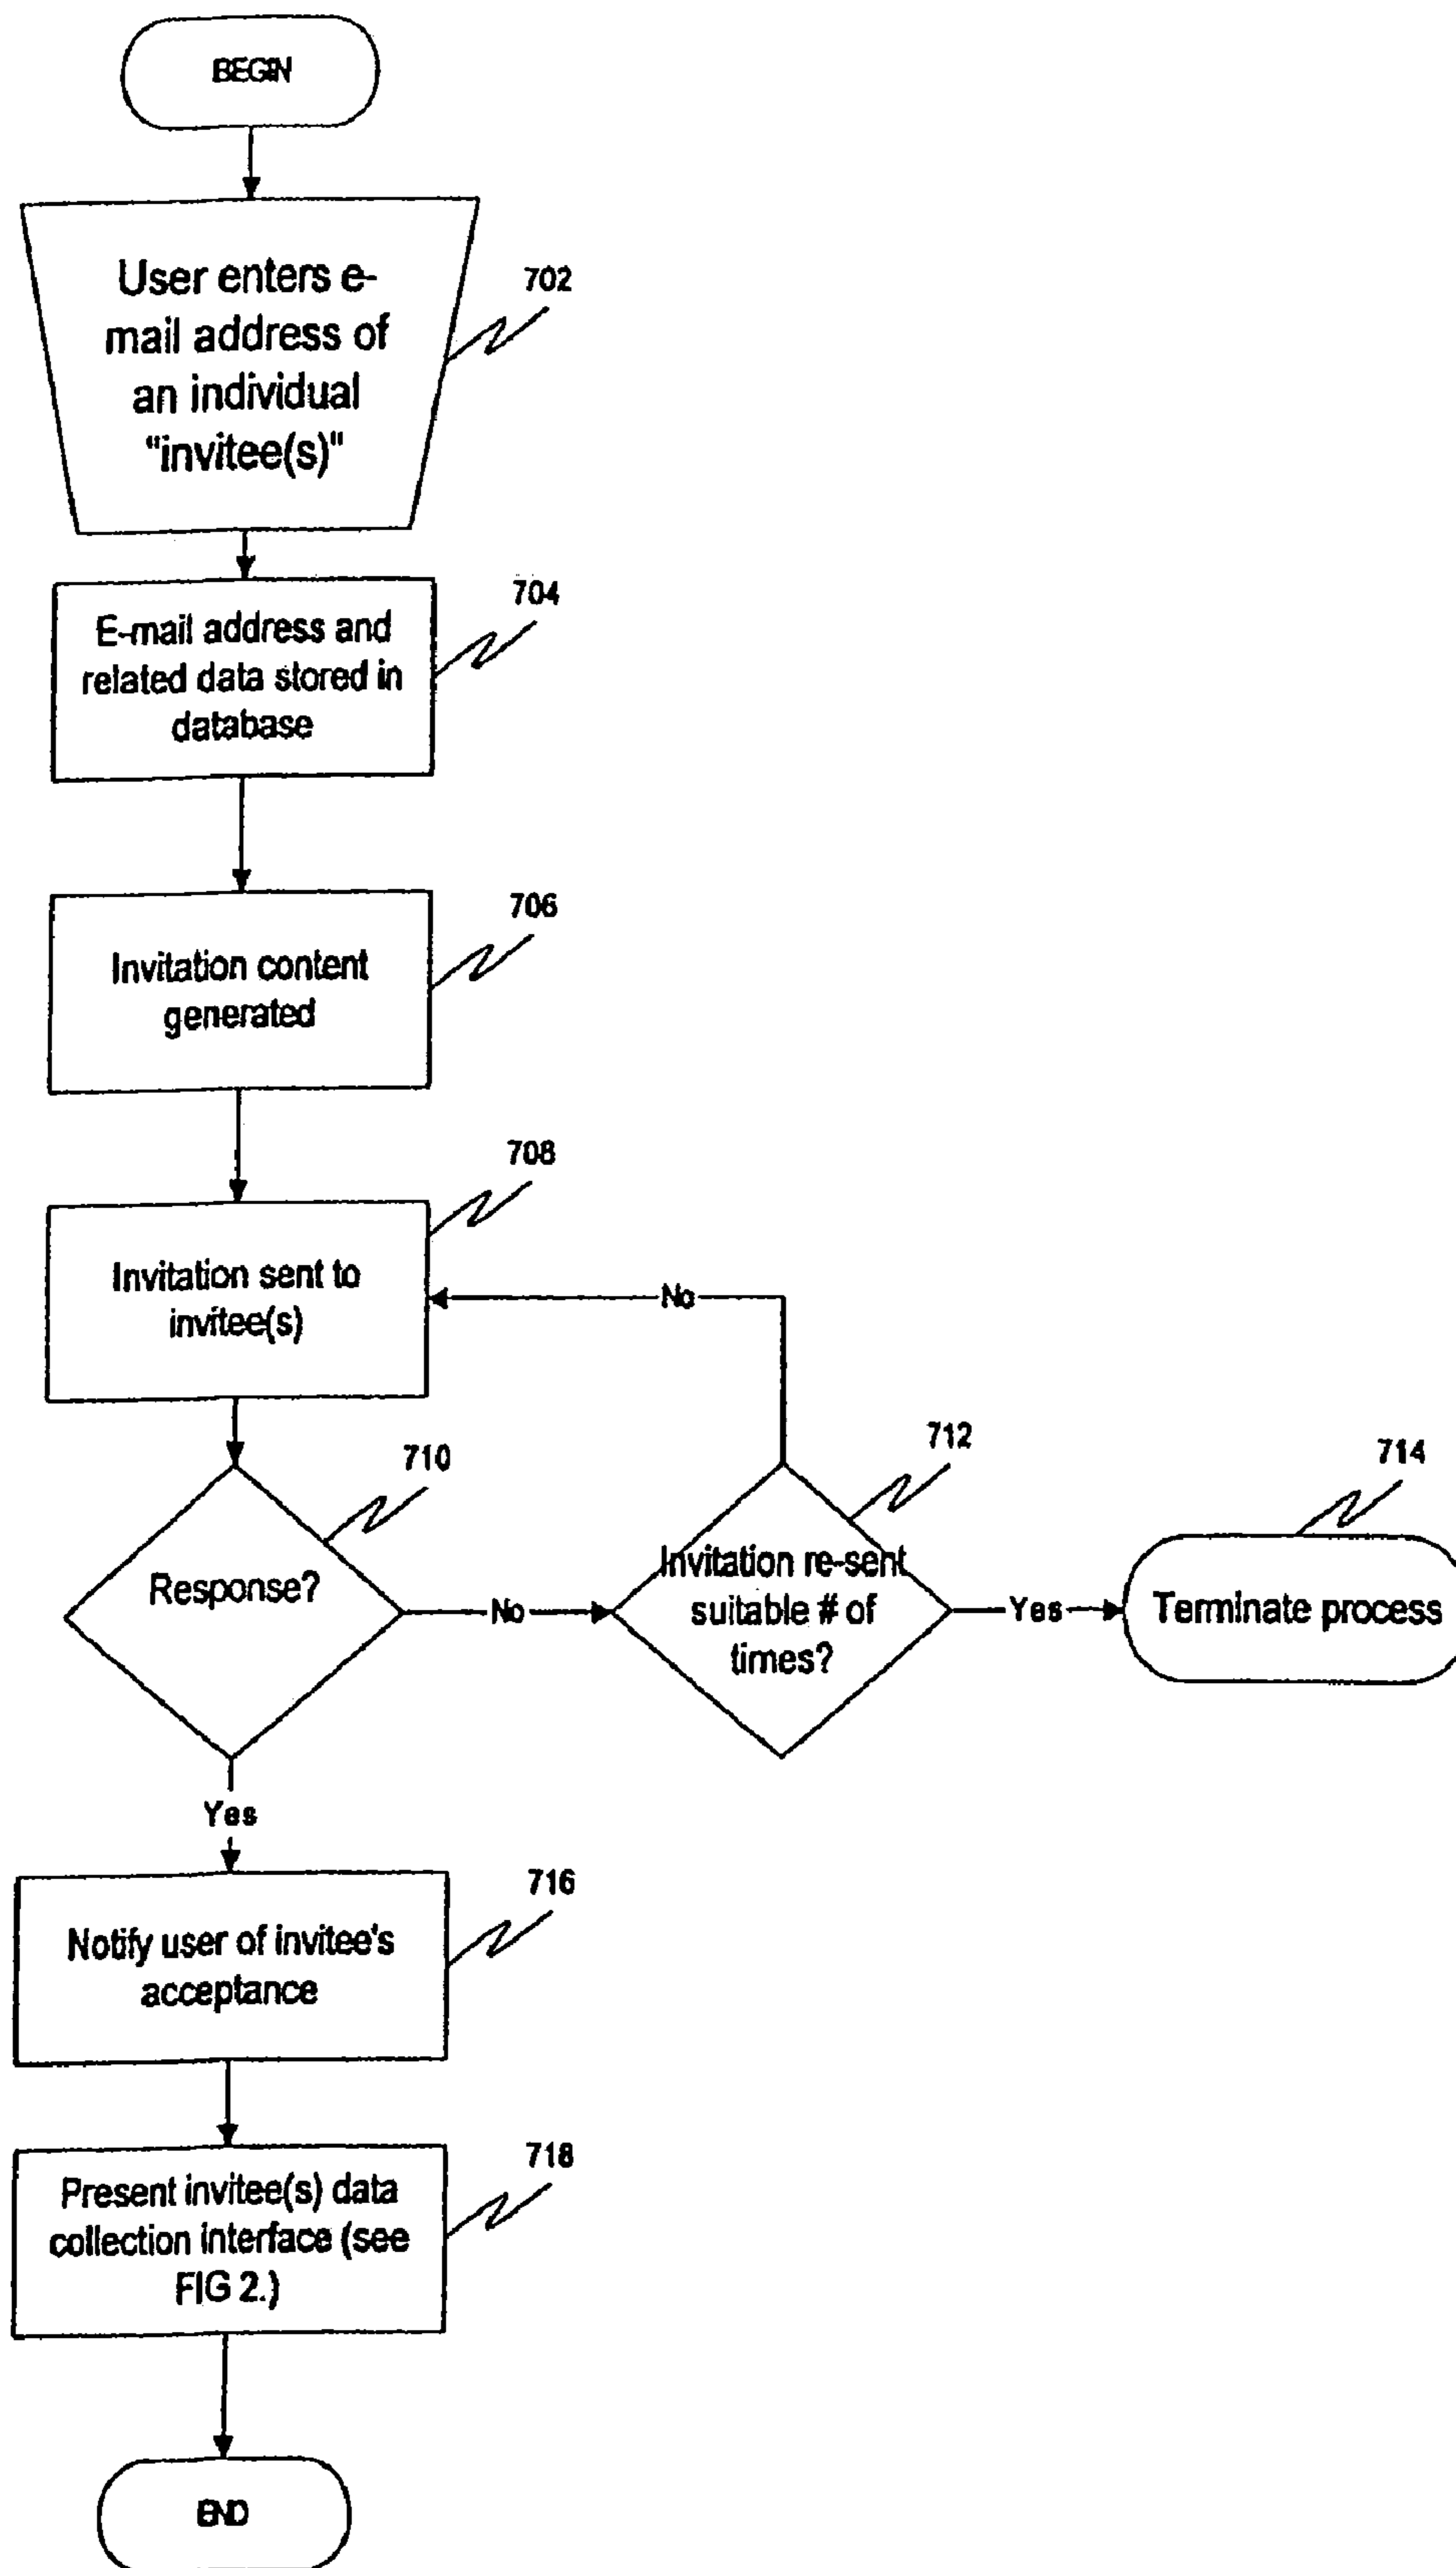 BEGIN
User enters e-
mail address of
an individual
"invitee(s)"
702
E-mail address and
related data stored in
database
704
Invitation content
generated
706
Invitation sent to
invitee(s)
708
No
Response?
710
No
Invitation re-sent
suitable # of
times?
712
Yes
Terminate process
714
Yes
Notify user of invitee's
acceptance
716
Present invitee(s) data
collection interface (see
FIG 2.)
718
END